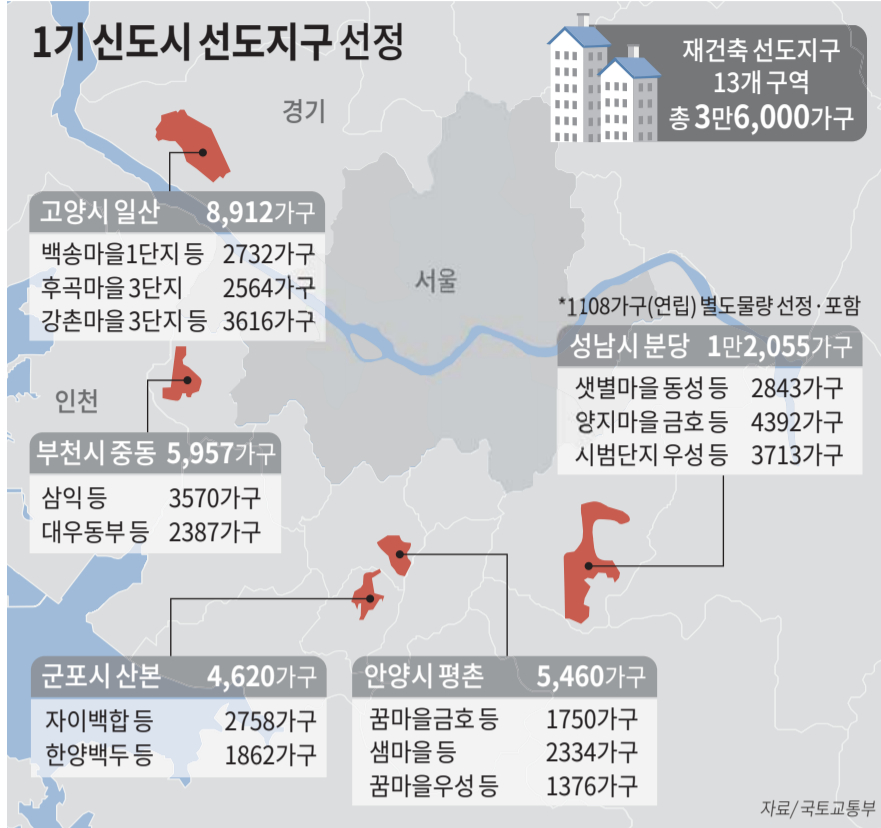 1기 신도시 선도지구 선정
재건축 선도지구
13개 구역
총 3만6,000가구
경기
고양시 일산 8,912가구
백송마을1단지 등 2732가구
후곡마을 3단지 2564가구
강촌마을 3단지 등 3616가구
서울
*1108가구(연립) 별도물량 선정·포함
성남시 분당 1만2,055가구
샛별마을 동성 등 2843가구
양지마을 금호 등 4392가구
시범단지 우성 등 3713가구
인천
부천시 중동 5,957가구
삼익 등 3570가구
대우동부 등 2387가구
군포시 산본 4,620가구
자이백합 등 2758가구
한양백두 등 1862가구
안양시 평촌 5,460가구
꿈마을금호 등 1750가구
샘마을 등 2334가구
꿈마을우성 등 1376가구
자료/국토교통부